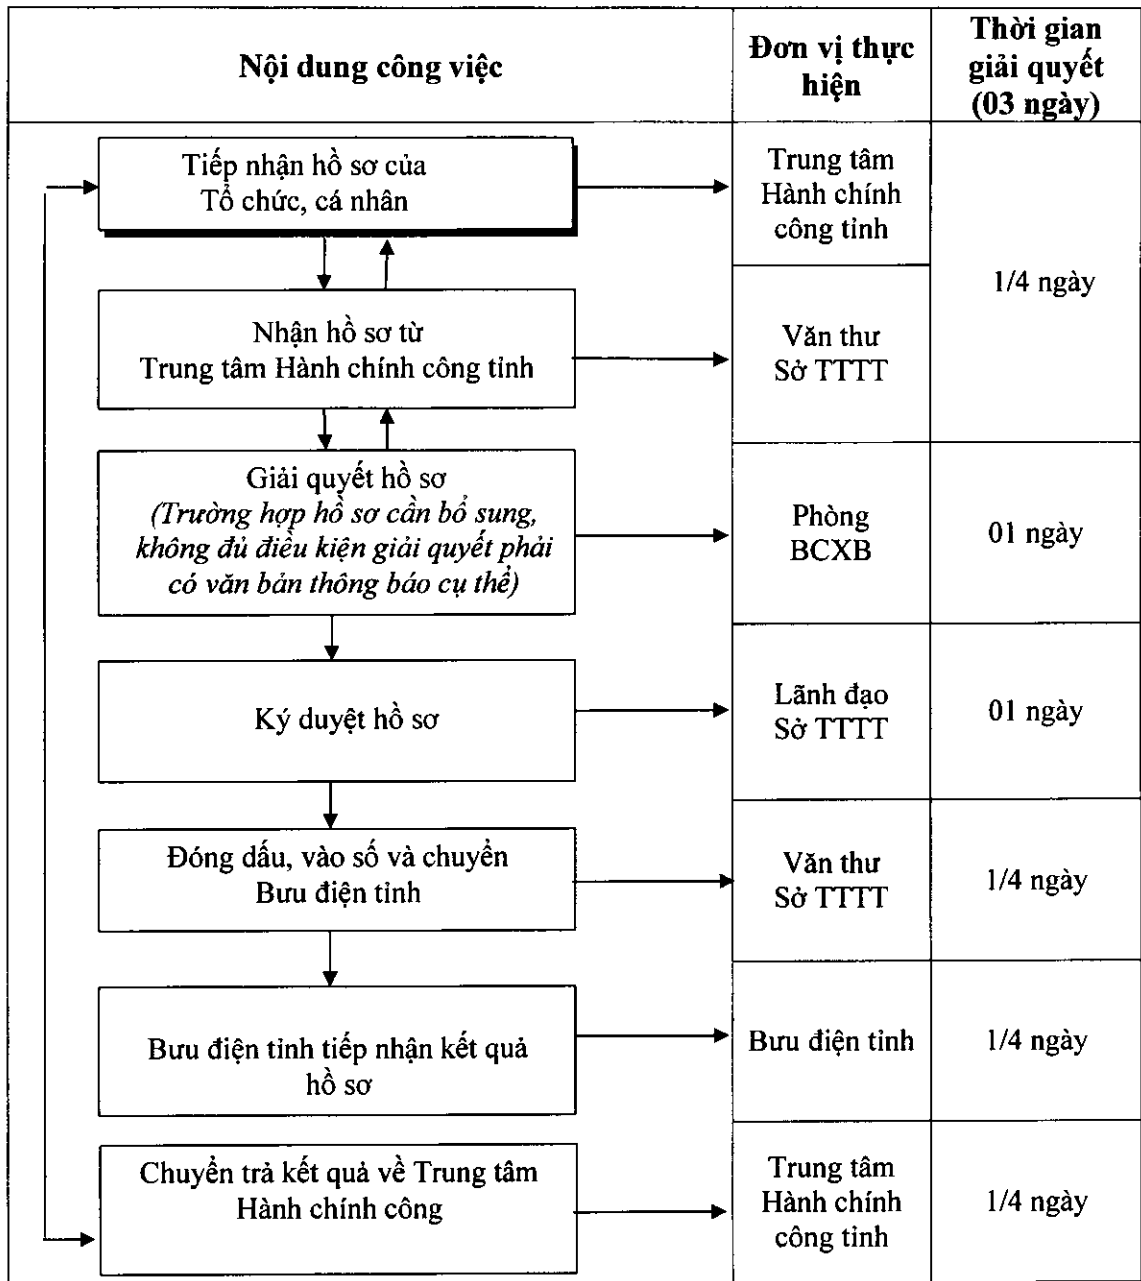 Nội dung công việc
Đơn vị thực
hiện
Thời gian
giải quyết
(03 ngày)
Tiếp nhận hồ sơ của
Tổ chức, cá nhân
Trung tâm
Hành chính
công tỉnh
1/4 ngày
Nhận hồ sơ từ
Trung tâm Hành chính công tỉnh
Văn thư
Sở TTTT
Giải quyết hồ sơ
(Trường hợp hồ sơ cần bổ sung,
không đủ điều kiện giải quyết phải
có văn bản thông báo cụ thể)
Phòng
BCXB
01 ngày
Ký duyệt hồ sơ
Lãnh đạo
Sở TTTT
01 ngày
Đóng dấu, vào số và chuyển
Bưu điện tỉnh
Văn thư
Sở TTTT
1/4 ngày
Bưu điện tỉnh tiếp nhận kết quả
hồ sơ
Bưu điện tỉnh
1/4 ngày
Chuyển trả kết quả về Trung tâm
Hành chính công
Trung tâm
Hành chính
công tỉnh
1/4 ngày